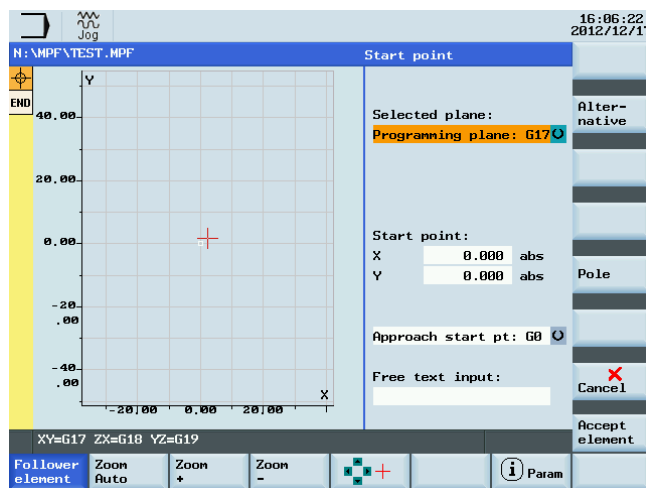 Jog
16:06:22
2012/12/1
N:\MPF\TEST.MPF
Start point
Y
END
40.00
20.00
0.00
-20
.00
-40
.00
X
-20.00 0.00 20.00
Selected plane:
Programming plane: G17
Start point:
X 0.000 abs
Y 0.000 abs
Approach start pt: G0
Free text input:
Alter-
native
Pole
Cancel
Accept
element
XY=G17 ZX=G18 YZ=G19
Follower
element
Zoom
Auto
Zoom
+
Zoom
-
i Param